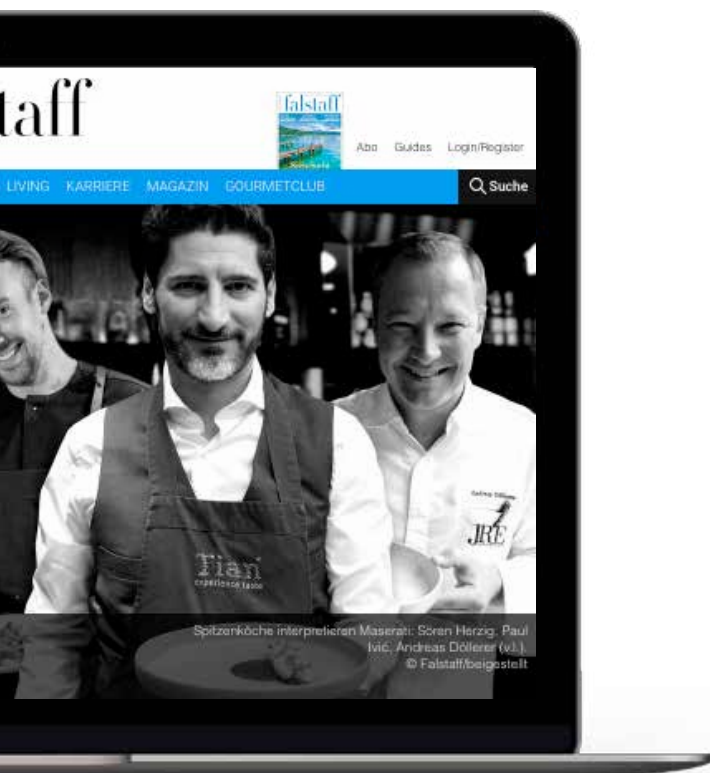 taff
falstaff
Abo Guides Login/Register
LIVING KARRIERE MAGAZIN GOURMETCLUB Suche
JRE
Tian
experience taste
Spitzenköche interpretieren Maserati: Sören Herzig, Paul
Ivić, Andreas Döllerer (v.l.).
© Falstaff/beigestellt